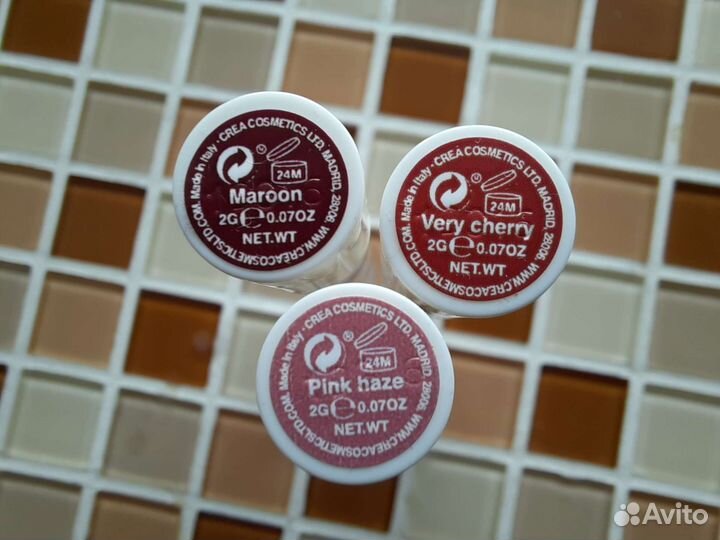 Made in Italy · CREA COSMETICS LTD, MADRID, 28006, WWW.CREACOSMETICSLTD.COM.
24M
Maroon
2G e 0.07OZ
NET.WT
Made in Italy · CREA COSMETICS LTD, MADRID, 28006, WWW.CREACOSMETICSLTD.COM.
®
24M
Very cherry
2G e 0.07OZ
NET.WT
Made in Italy · CREA COSMETICS LTD, MADRID, 28006, WWW.CREACOSMETICSLTD.COM.
®
24M
Pink haze
2G e 0.07OZ
NET.WT
Avito